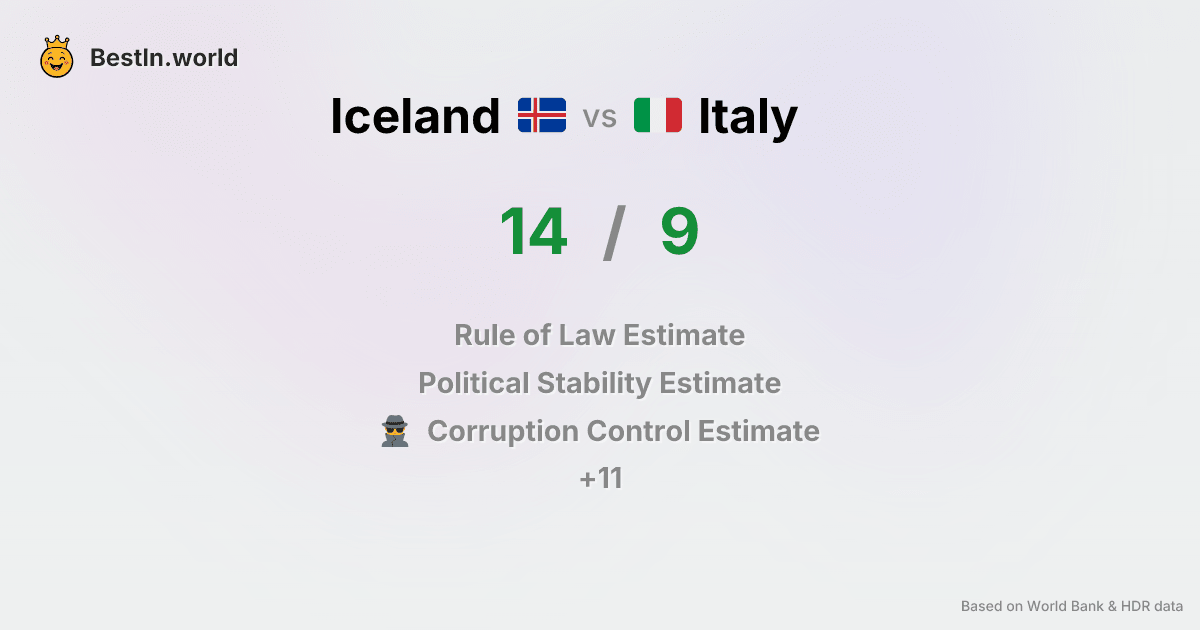 BestIn.world
Iceland vs Italy
14 / 9
Rule of Law Estimate
Political Stability Estimate
Corruption Control Estimate
+11
Based on World Bank & HDR data